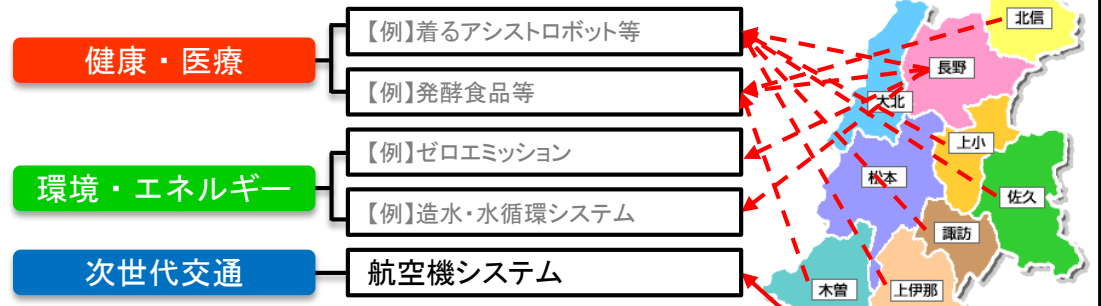 健康・医療
【例】着るアシストロボット等
【例】発酵食品等
環境・エネルギー
【例】ゼロエミッション
【例】造水・水循環システム
次世代交通
航空機システム
北信
長野
大北
上小
松本
佐久
諏訪
木曽
上伊那